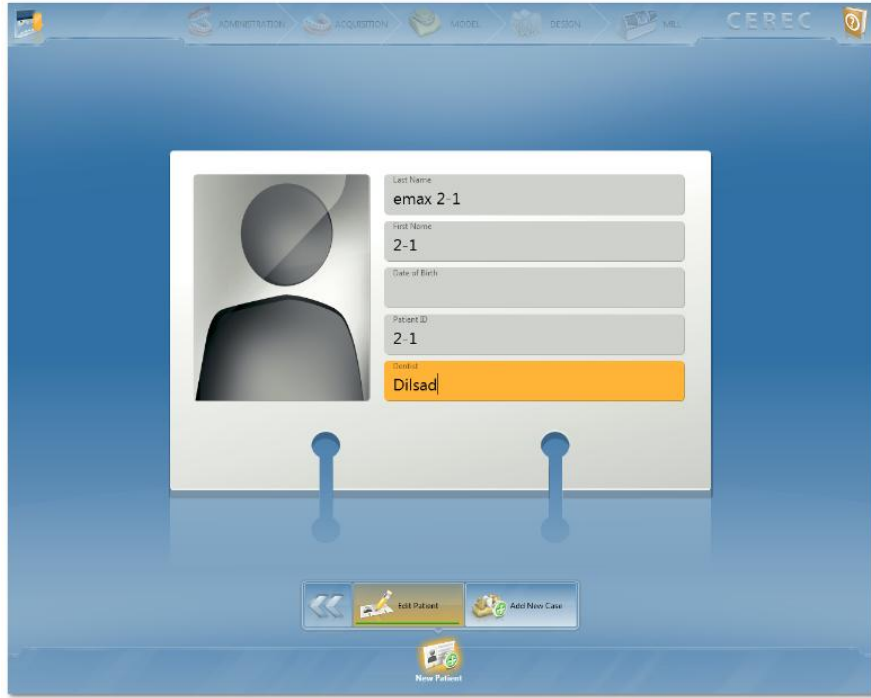 ADMINISTRATION ACQUISITION MODEL DESIGN MILL CEREC
Last Name
emax 2-1
First Name
2-1
Date of Birth
Patient ID
2-1
Dentist
Dilsad
Edit Patient Add New Case
New Patient